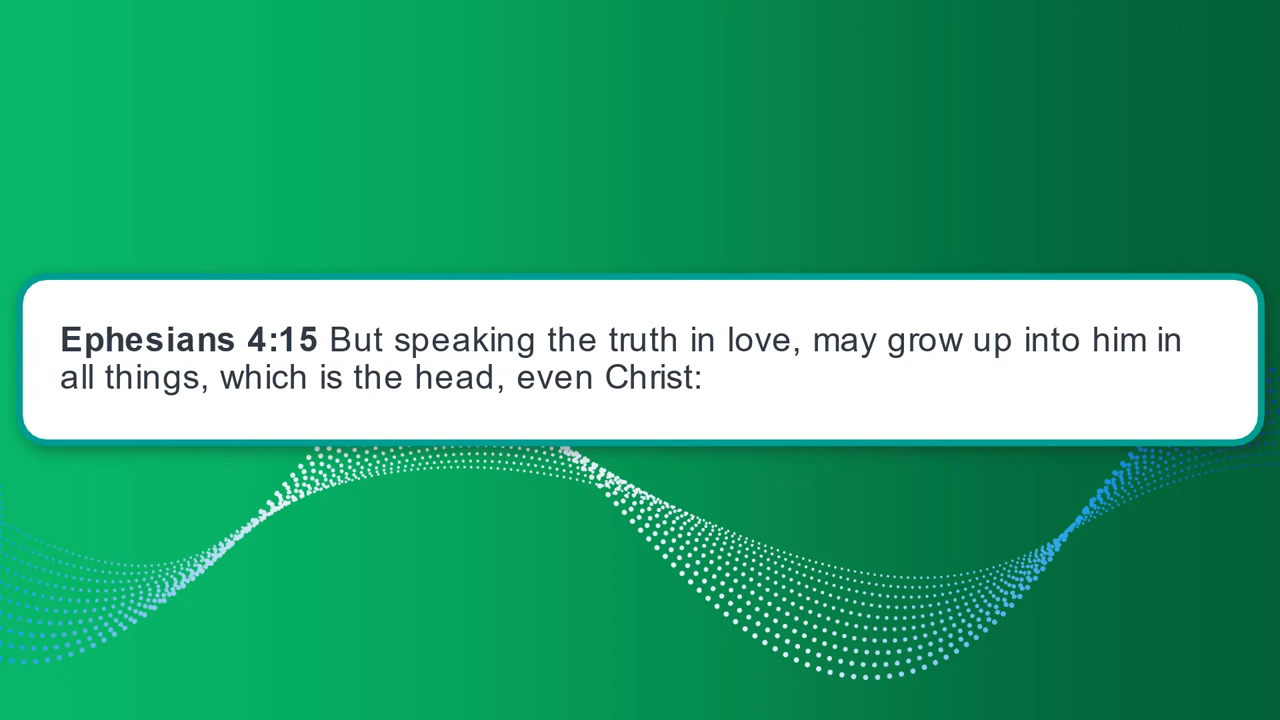 Ephesians 4:15 But speaking the truth in love, may grow up into him in
all things, which is the head, even Christ: